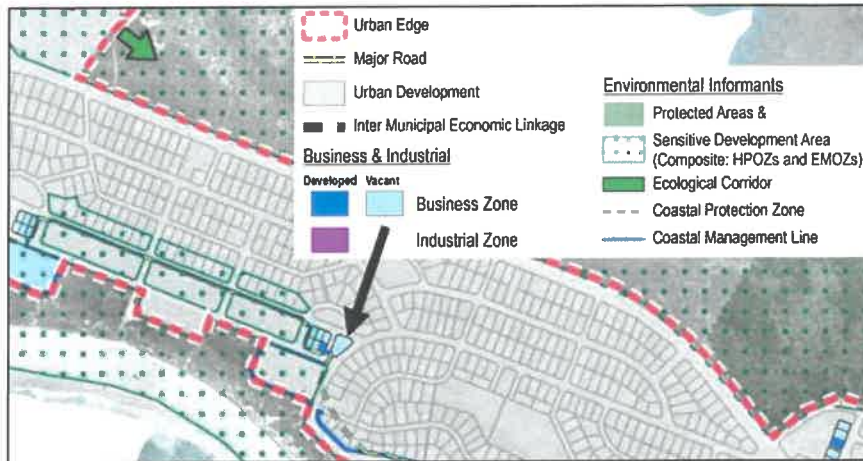 Urban Edge
Major Road
Urban Development
Inter Municipal Economic Linkage
Business & Industrial
Developed Vacant
Business Zone
Industrial Zone
Environmental Informants
Protected Areas &
Sensitive Development Area
(Composite: HPOZs and EMOZs)
Ecological Corridor
Coastal Protection Zone
Coastal Management Line